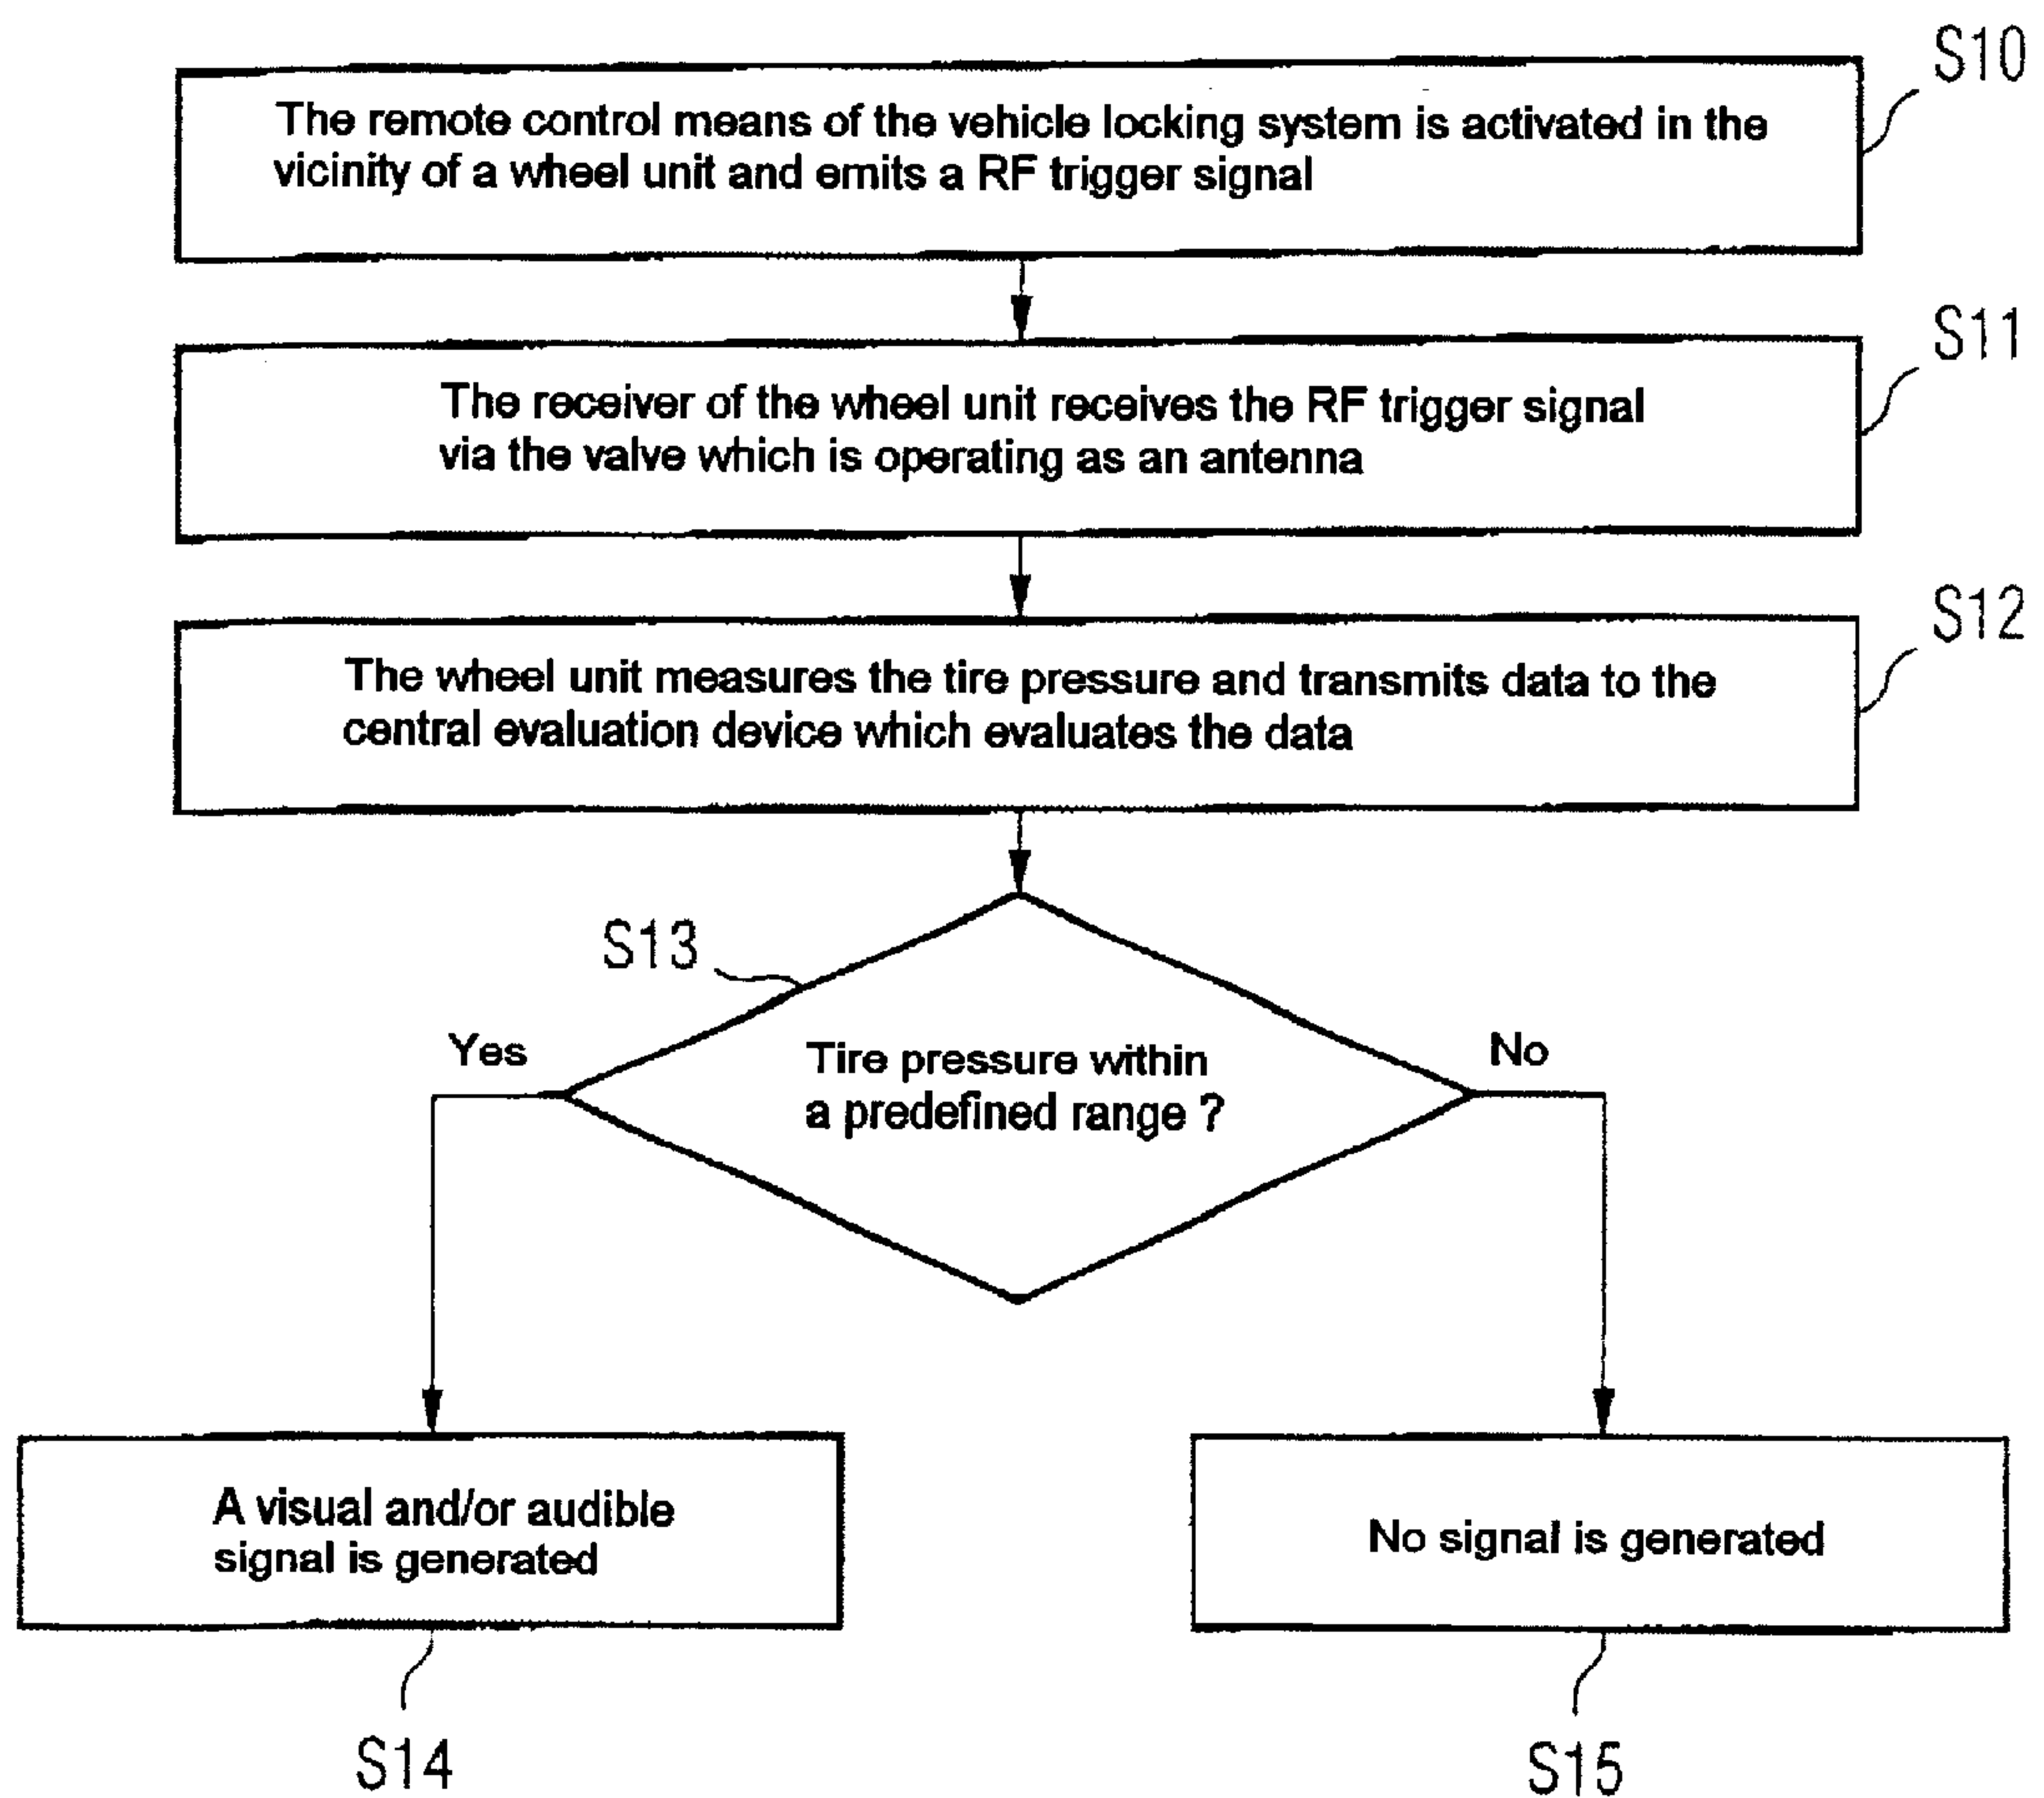 S10
The remote control means of the vehicle locking system is activated in the
vicinity of a wheel unit and emits a RF trigger signal
S11
The receiver of the wheel unit receives the RF trigger signal
via the valve which is operating as an antenna
S12
The wheel unit measures the tire pressure and transmits data to the
central evaluation device which evaluates the data
S13
Yes
Tire pressure within
a predefined range ?
No
A visual and/or audible
signal is generated
No signal is generated
S14
S15